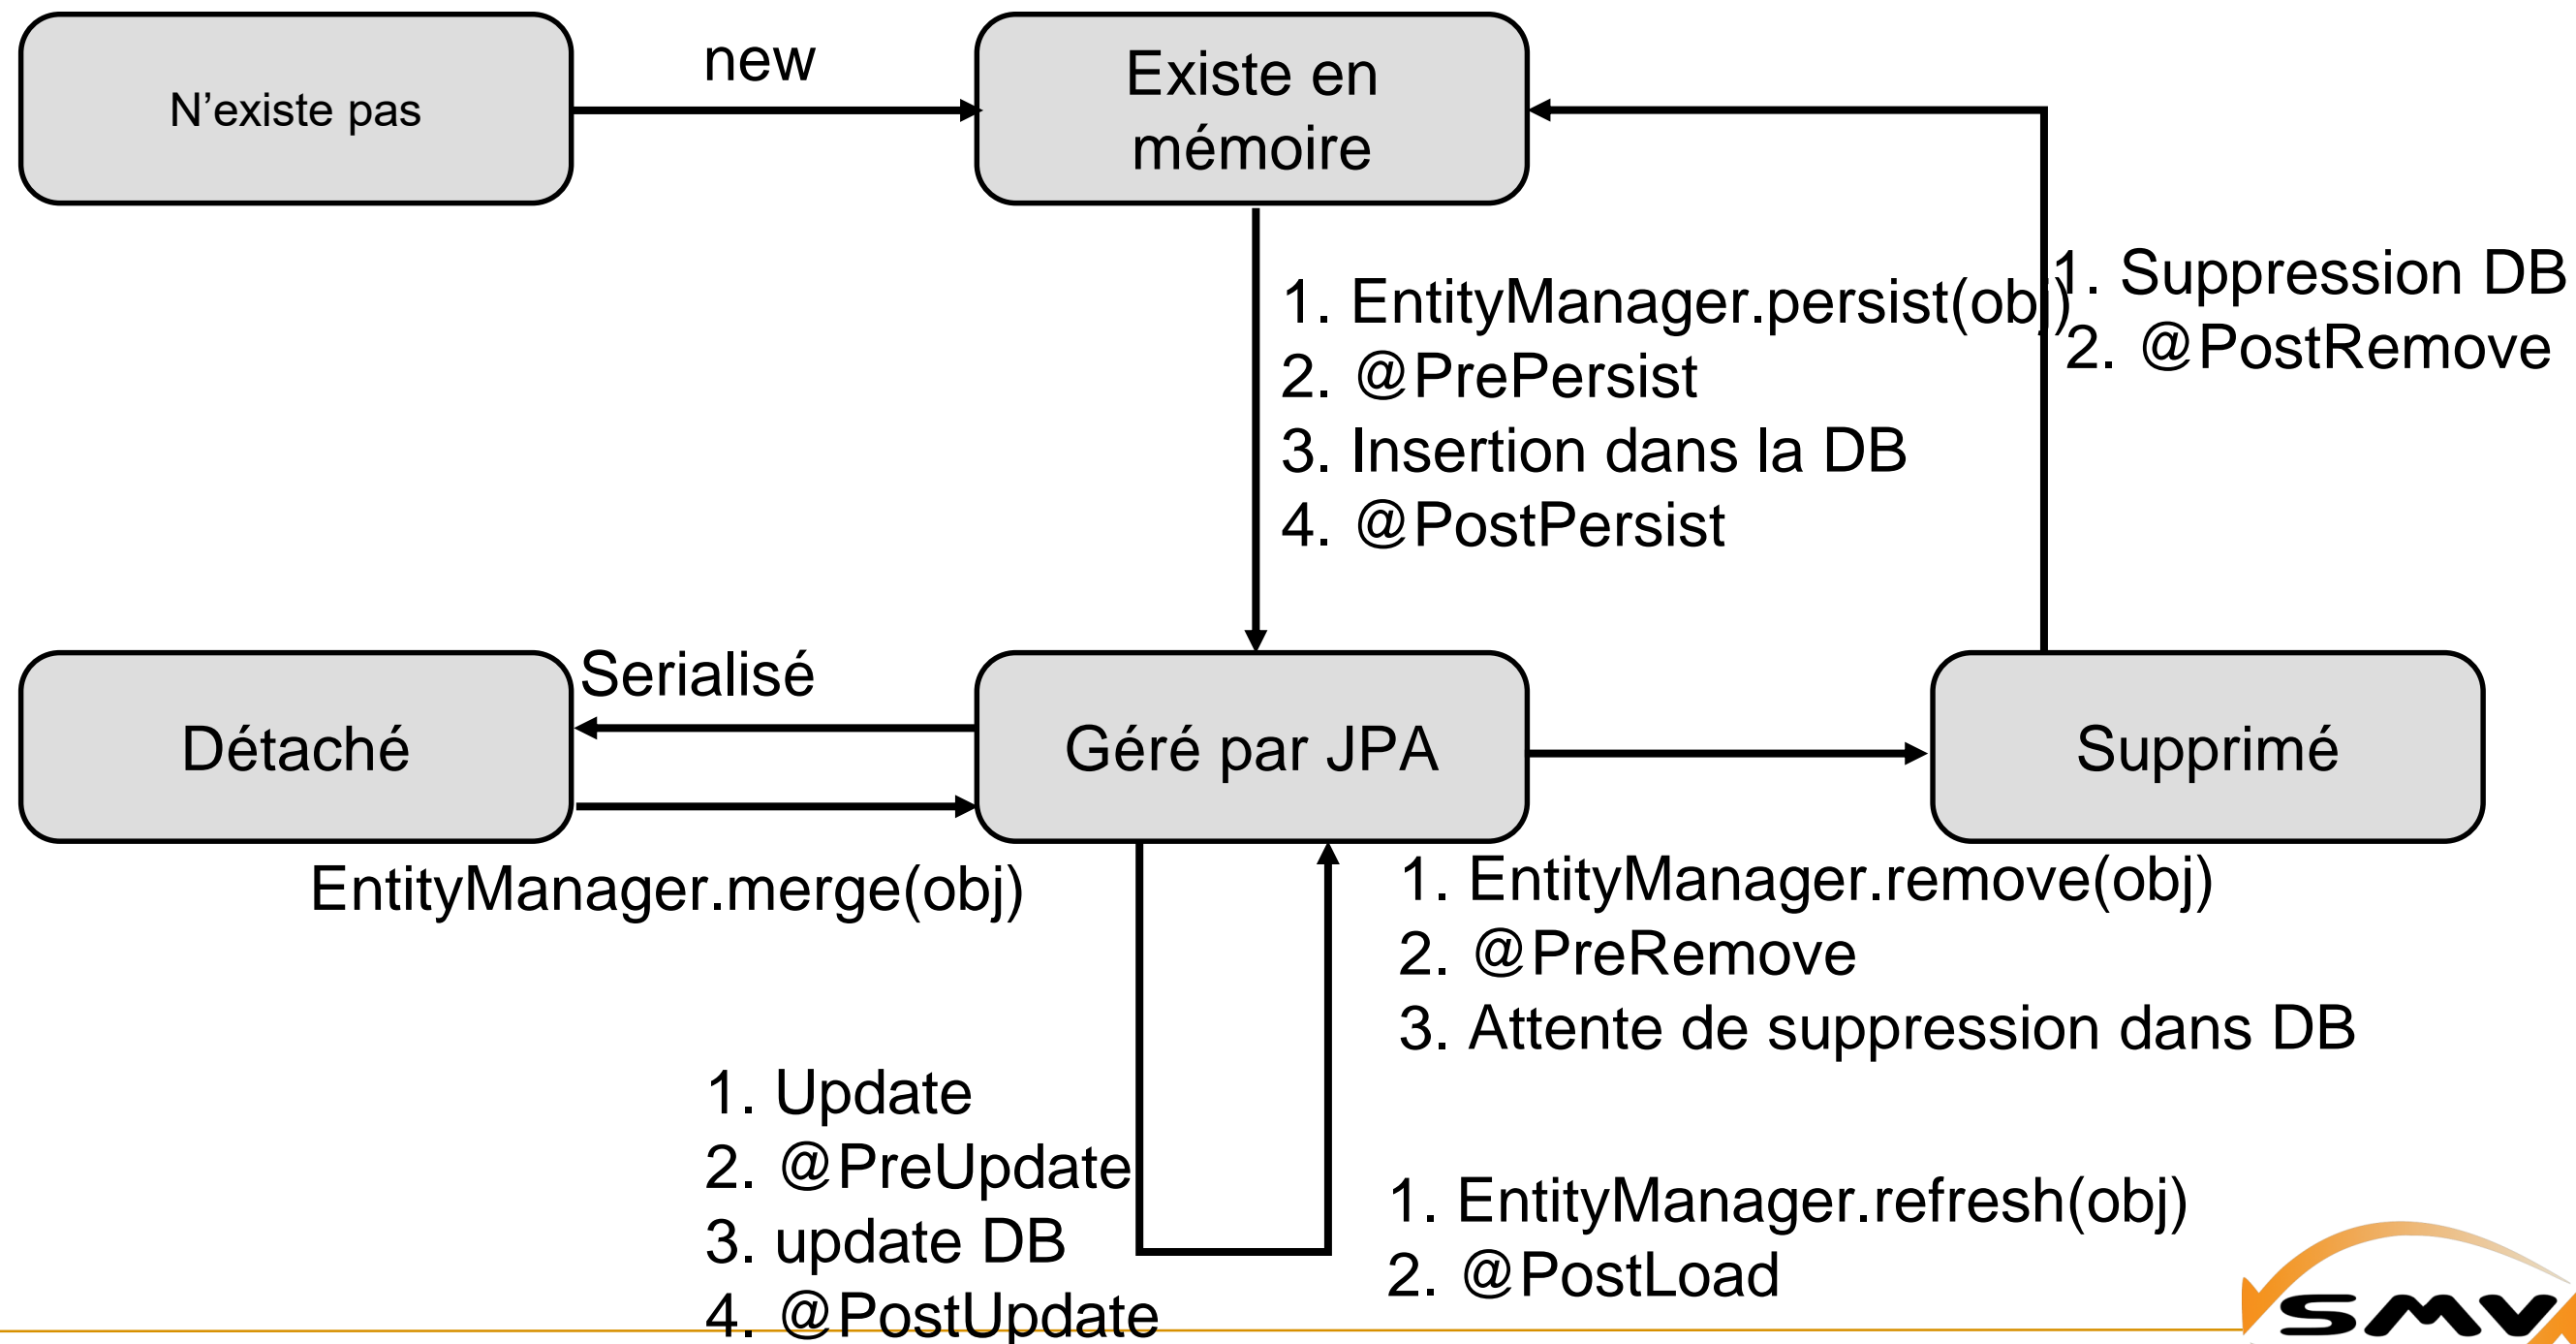 N’existe pas
new
Existe en
mémoire
1. EntityManager.persist(obj)
2. @PrePersist
3. Insertion dans la DB
4. @PostPersist
1. Suppression DB
2. @PostRemove
Détaché
Serialisé
Géré par JPA
Supprimé
EntityManager.merge(obj)
1. EntityManager.remove(obj)
2. @PreRemove
3. Attente de suppression dans DB
1. Update
2. @PreUpdate
3. update DB
4. @PostUpdate
1. EntityManager.refresh(obj)
2. @PostLoad
SMV